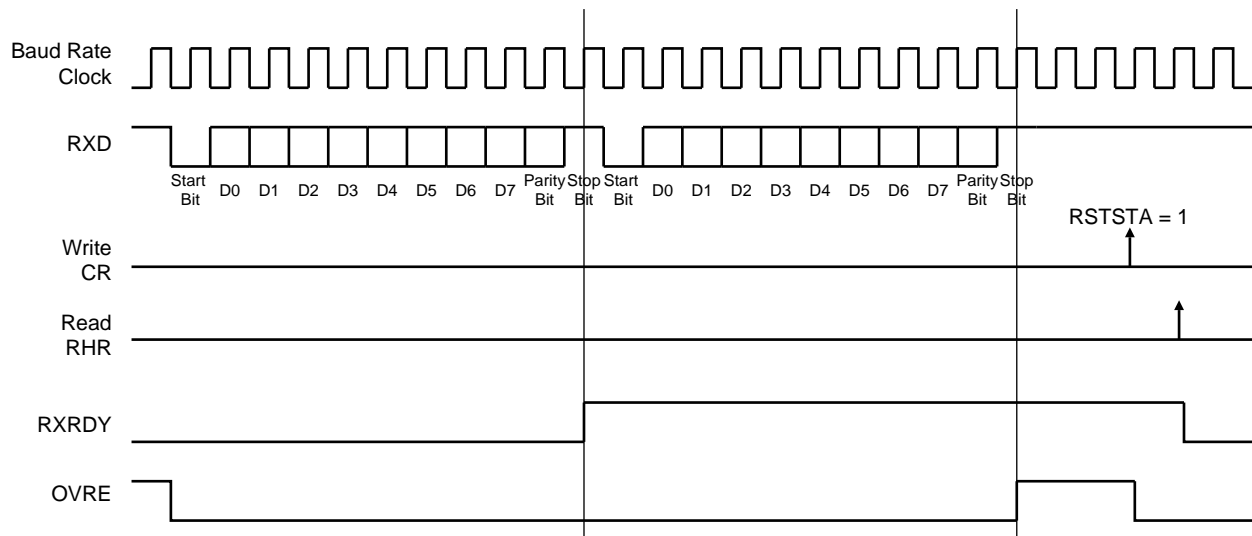 Baud Rate
Clock
RXD
Start
Bit
D0
D1
D2
D3
D4
D5
D6
D7
Parity
Bit
Stop
Bit
Start
Bit
D0
D1
D2
D3
D4
D5
D6
D7
Parity
Bit
Stop
Bit
RSTSTA = 1
Write
CR
Read
RHR
RXRDY
OVRE